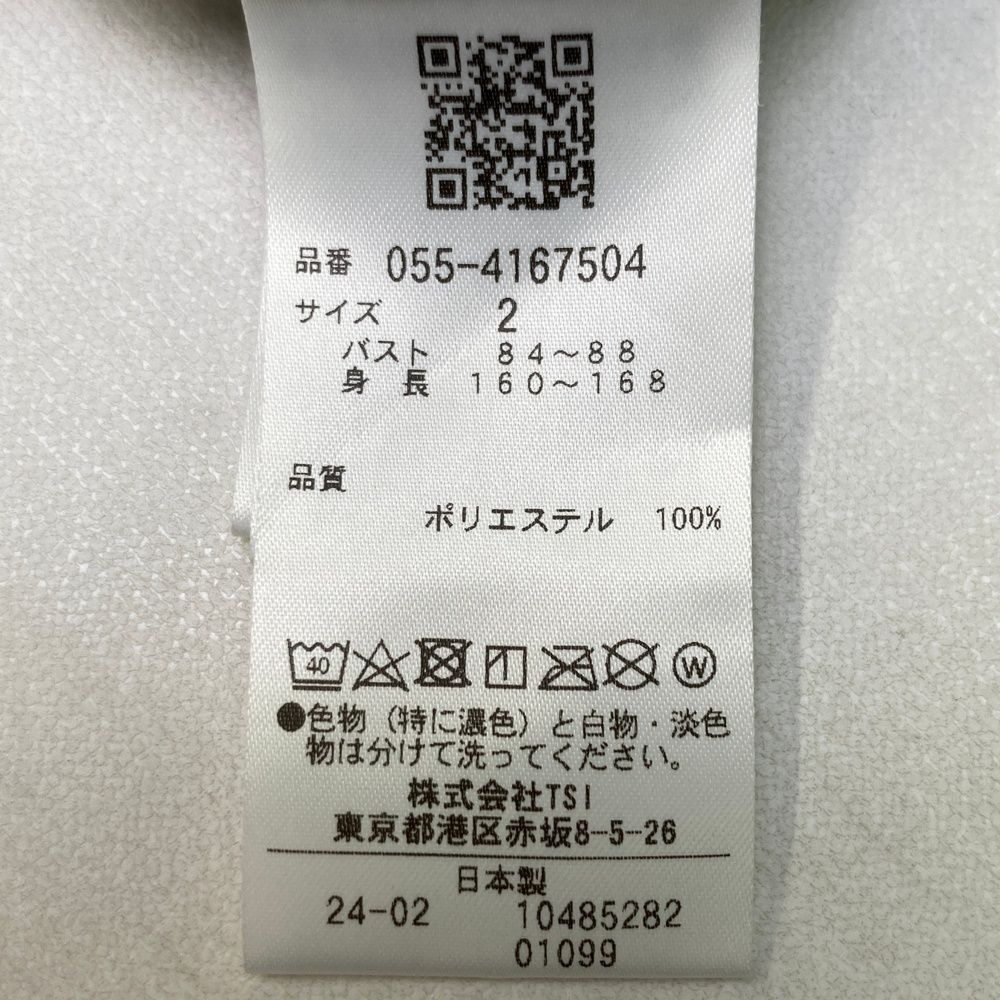 品番 055-4167504
サイズ 2
バスト 84～88
身長 160～168
品質
ポリエステル 100%
40 W
●色物（特に濃色）と白物・淡色
物は分けて洗ってください。
株式会社TSI
東京都港区赤坂8-5-26
日本製
24-02 10485282
01099